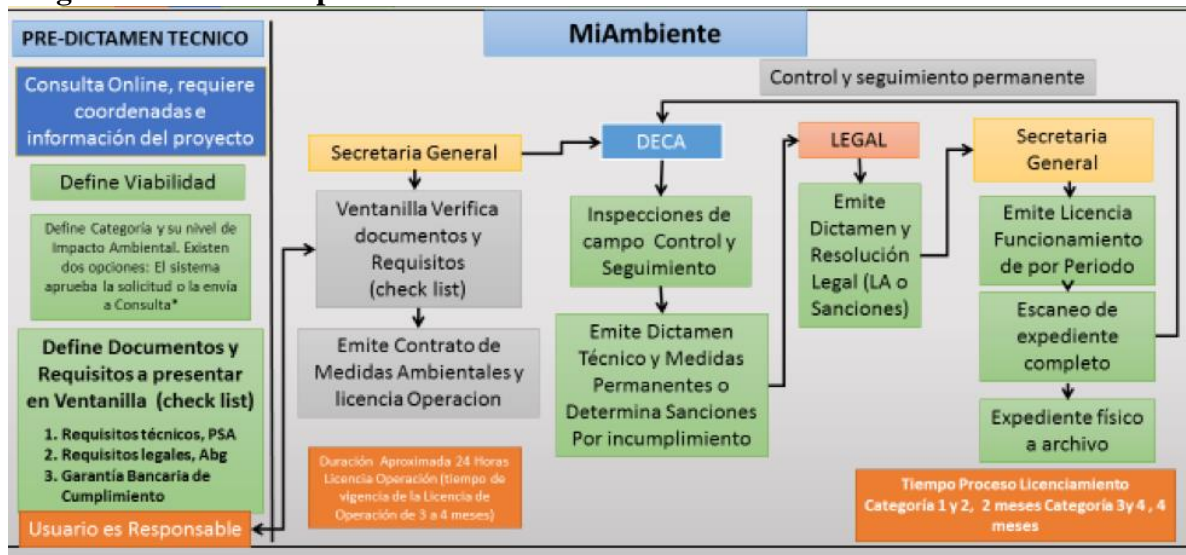 PRE-DICTAMEN TECNICO
Consulta Online, requiere
coordenadas e
información del proyecto
Define Viabilidad
Define Categoría y su nivel de
Impacto Ambiental. Existen
dos opciones: El sistema
aprueba la solicitud o la envía
a Consulta*
Define Documentos y
Requisitos a presentar
en Ventanilla (check list)
1. Requisitos técnicos, PSA
2. Requisitos legales, Abg
3. Garantía Bancaria de
Cumplimiento
Usuario es Responsable
MiAmbiente
Control y seguimiento permanente
Secretaria General
Ventanilla Verifica
documentos y
Requisitos
(check list)
Emite Contrato de
Medidas Ambientales y
licencia Operacion
Duración Aproximada 24 Horas
Licencia Operación (tiempo de
vigencia de la Licencia de
Operación de 3 a 4 meses)
DECA
Inspecciones de
campo Control y
Seguimiento
Emite Dictamen
Técnico y Medidas
Permanentes o
Determina Sanciones
Por incumplimiento
LEGAL
Emite
Dictamen y
Resolución
Legal (LA o
Sanciones)
Secretaria
General
Emite Licencia
Funcionamiento
de por Periodo
Escaneo de
expediente
completo
Expediente físico
a archivo
Tiempo Proceso Licenciamiento
Categoría 1 y 2, 2 meses Categoría 3y 4 , 4
meses